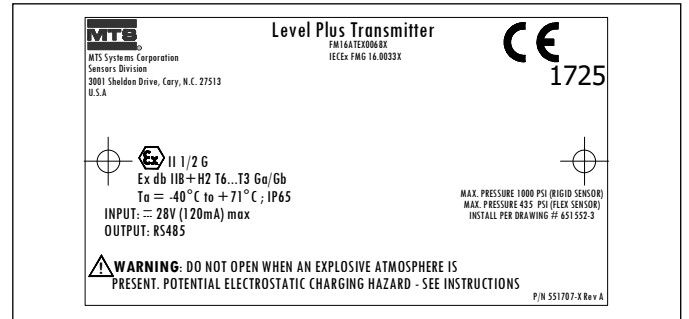 MTS
Level Plus Transmitter
FM16ATEX0068X
IECEx FMG 16.0033X
MTS Systems Corporation
Sensors Division
3001 Sheldon Drive, Cary, N.C. 27513
U.S.A
CE
1725
Ex II 1/2 G
Ex db IIB+H2 T6...T3 Ga/Gb
Ta = -40°C to +71°C ; IP65
INPUT: ⎓ 28V (120mA) max
OUTPUT: RS485
MAX. PRESSURE 1000 PSI (RIGID SENSOR)
MAX. PRESSURE 435 PSI (FLEX SENSOR)
INSTALL PER DRAWING # 651552-3
WARNING: DO NOT OPEN WHEN AN EXPLOSIVE ATMOSPHERE IS
PRESENT. POTENTIAL ELECTROSTATIC CHARGING HAZARD - SEE INSTRUCTIONS
P/N 551707-X Rev A